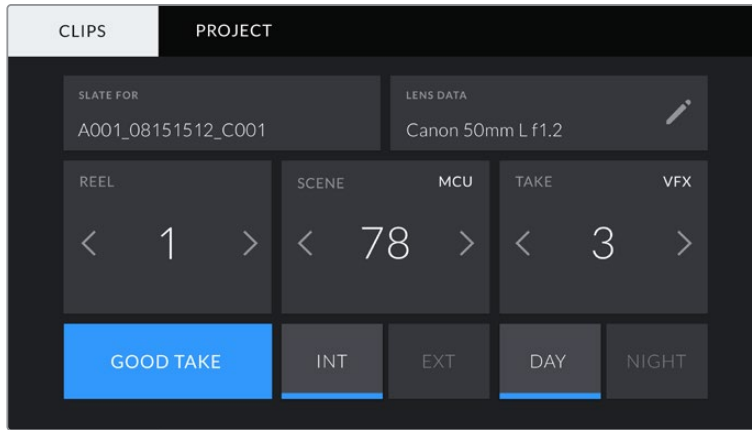 CLIPS PROJECT
SLATE FOR
A001_08151512_C001
LENS DATA
Canon 50mm L f1.2
REEL
1
SCENE MCU
78
TAKE VFX
3
GOOD TAKE
INT
EXT
DAY
NIGHT